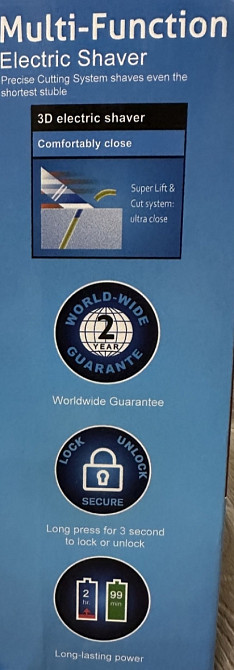 Multi-Function
Electric Shaver
Precise Cutting System shaves even the
shortest stuble
3D electric shaver
Comfortably close
Super Lift &
Cut system:
ultra close
WORLD-WIDE
2
YEAR
GUARANTE
Worldwide Guarantee
LOCK UNLOCK
SECURE
Long press for 3 second
to lock or unlock
2 99
hr. min
Long-lasting power